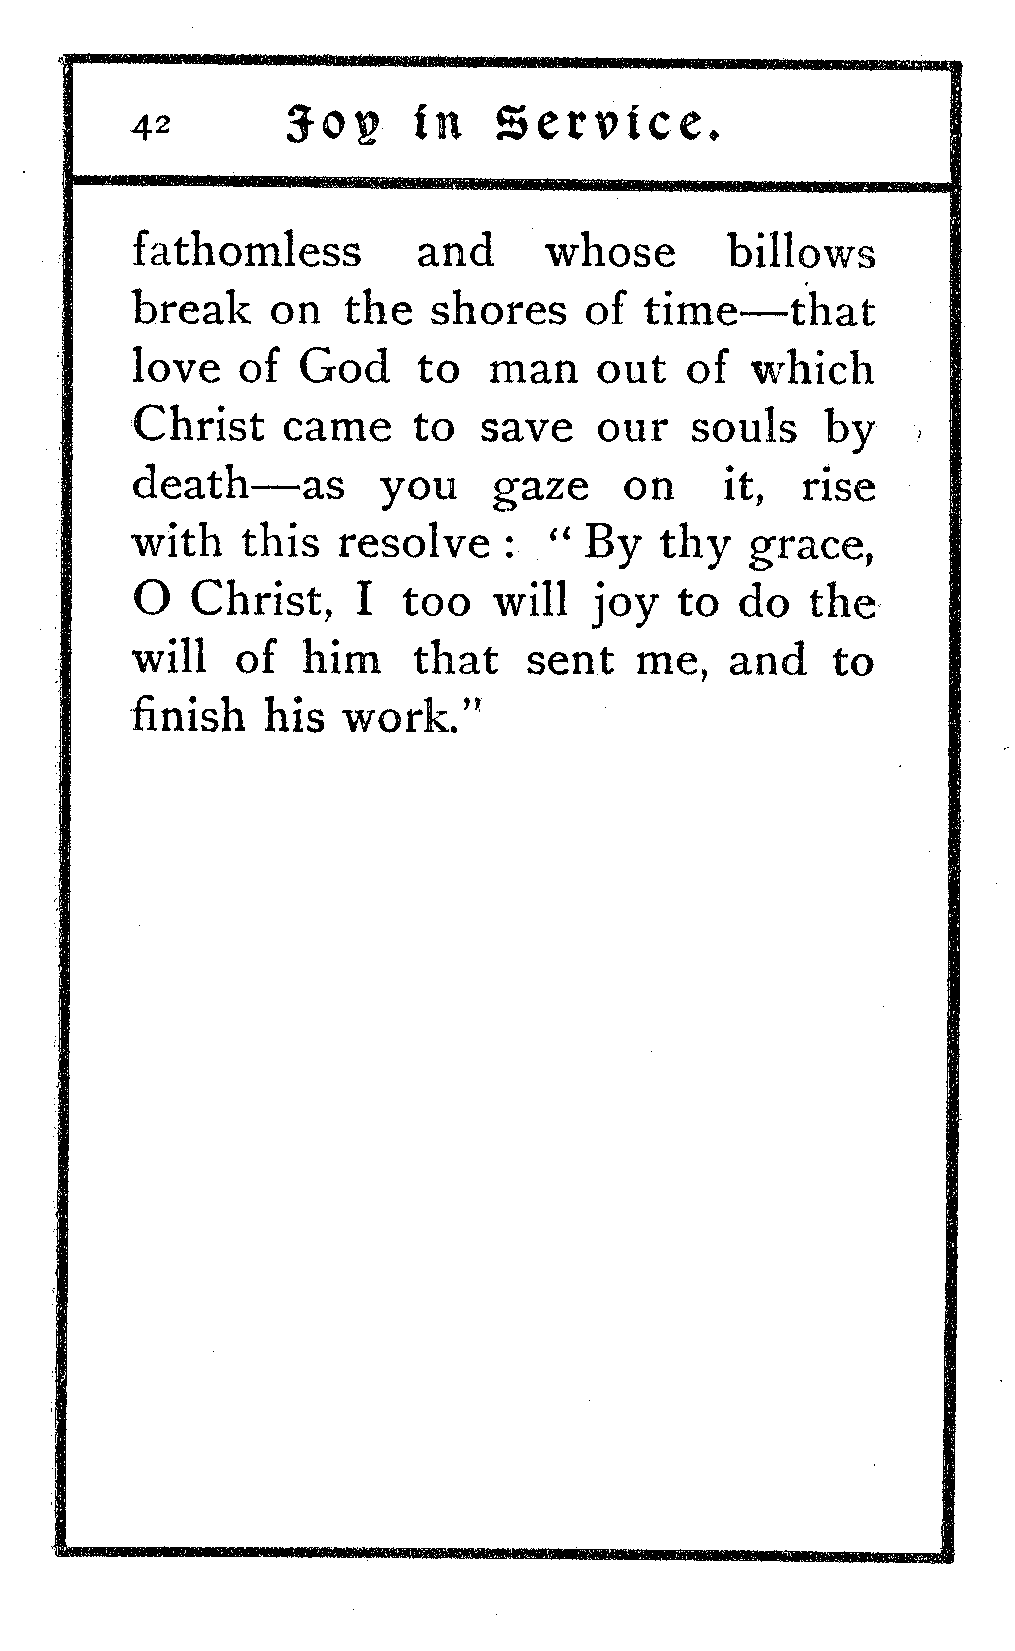 42 Joy in Service.
fathomless and whose billows
break on the shores of time—that
love of God to man out of which
Christ came to save our souls by
death—as you gaze on it, rise
with this resolve : “ By thy grace,
O Christ, I too will joy to do the
will of him that sent me, and to
finish his work.”